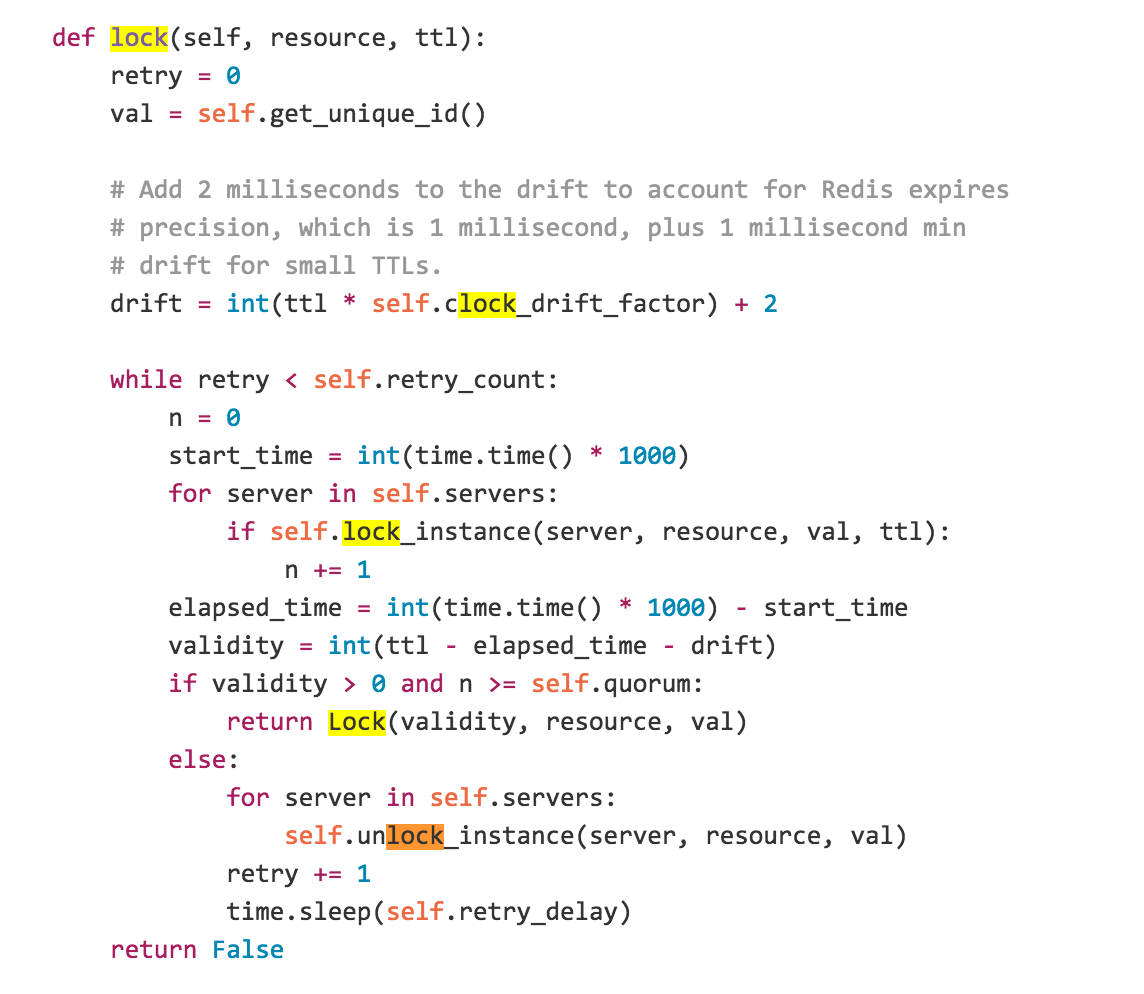 def lock(self, resource, ttl):
    retry = 0
    val = self.get_unique_id()

    # Add 2 milliseconds to the drift to account for Redis expires
    # precision, which is 1 millisecond, plus 1 millisecond min
    # drift for small TTLs.
    drift = int(ttl * self.clock_drift_factor) + 2

    while retry < self.retry_count:
        n = 0
        start_time = int(time.time() * 1000)
        for server in self.servers:
            if self.lock_instance(server, resource, val, ttl):
                n += 1
        elapsed_time = int(time.time() * 1000) - start_time
        validity = int(ttl - elapsed_time - drift)
        if validity > 0 and n >= self.quorum:
            return Lock(validity, resource, val)
        else:
            for server in self.servers:
                self.unlock_instance(server, resource, val)
            retry += 1
            time.sleep(self.retry_delay)
    return False